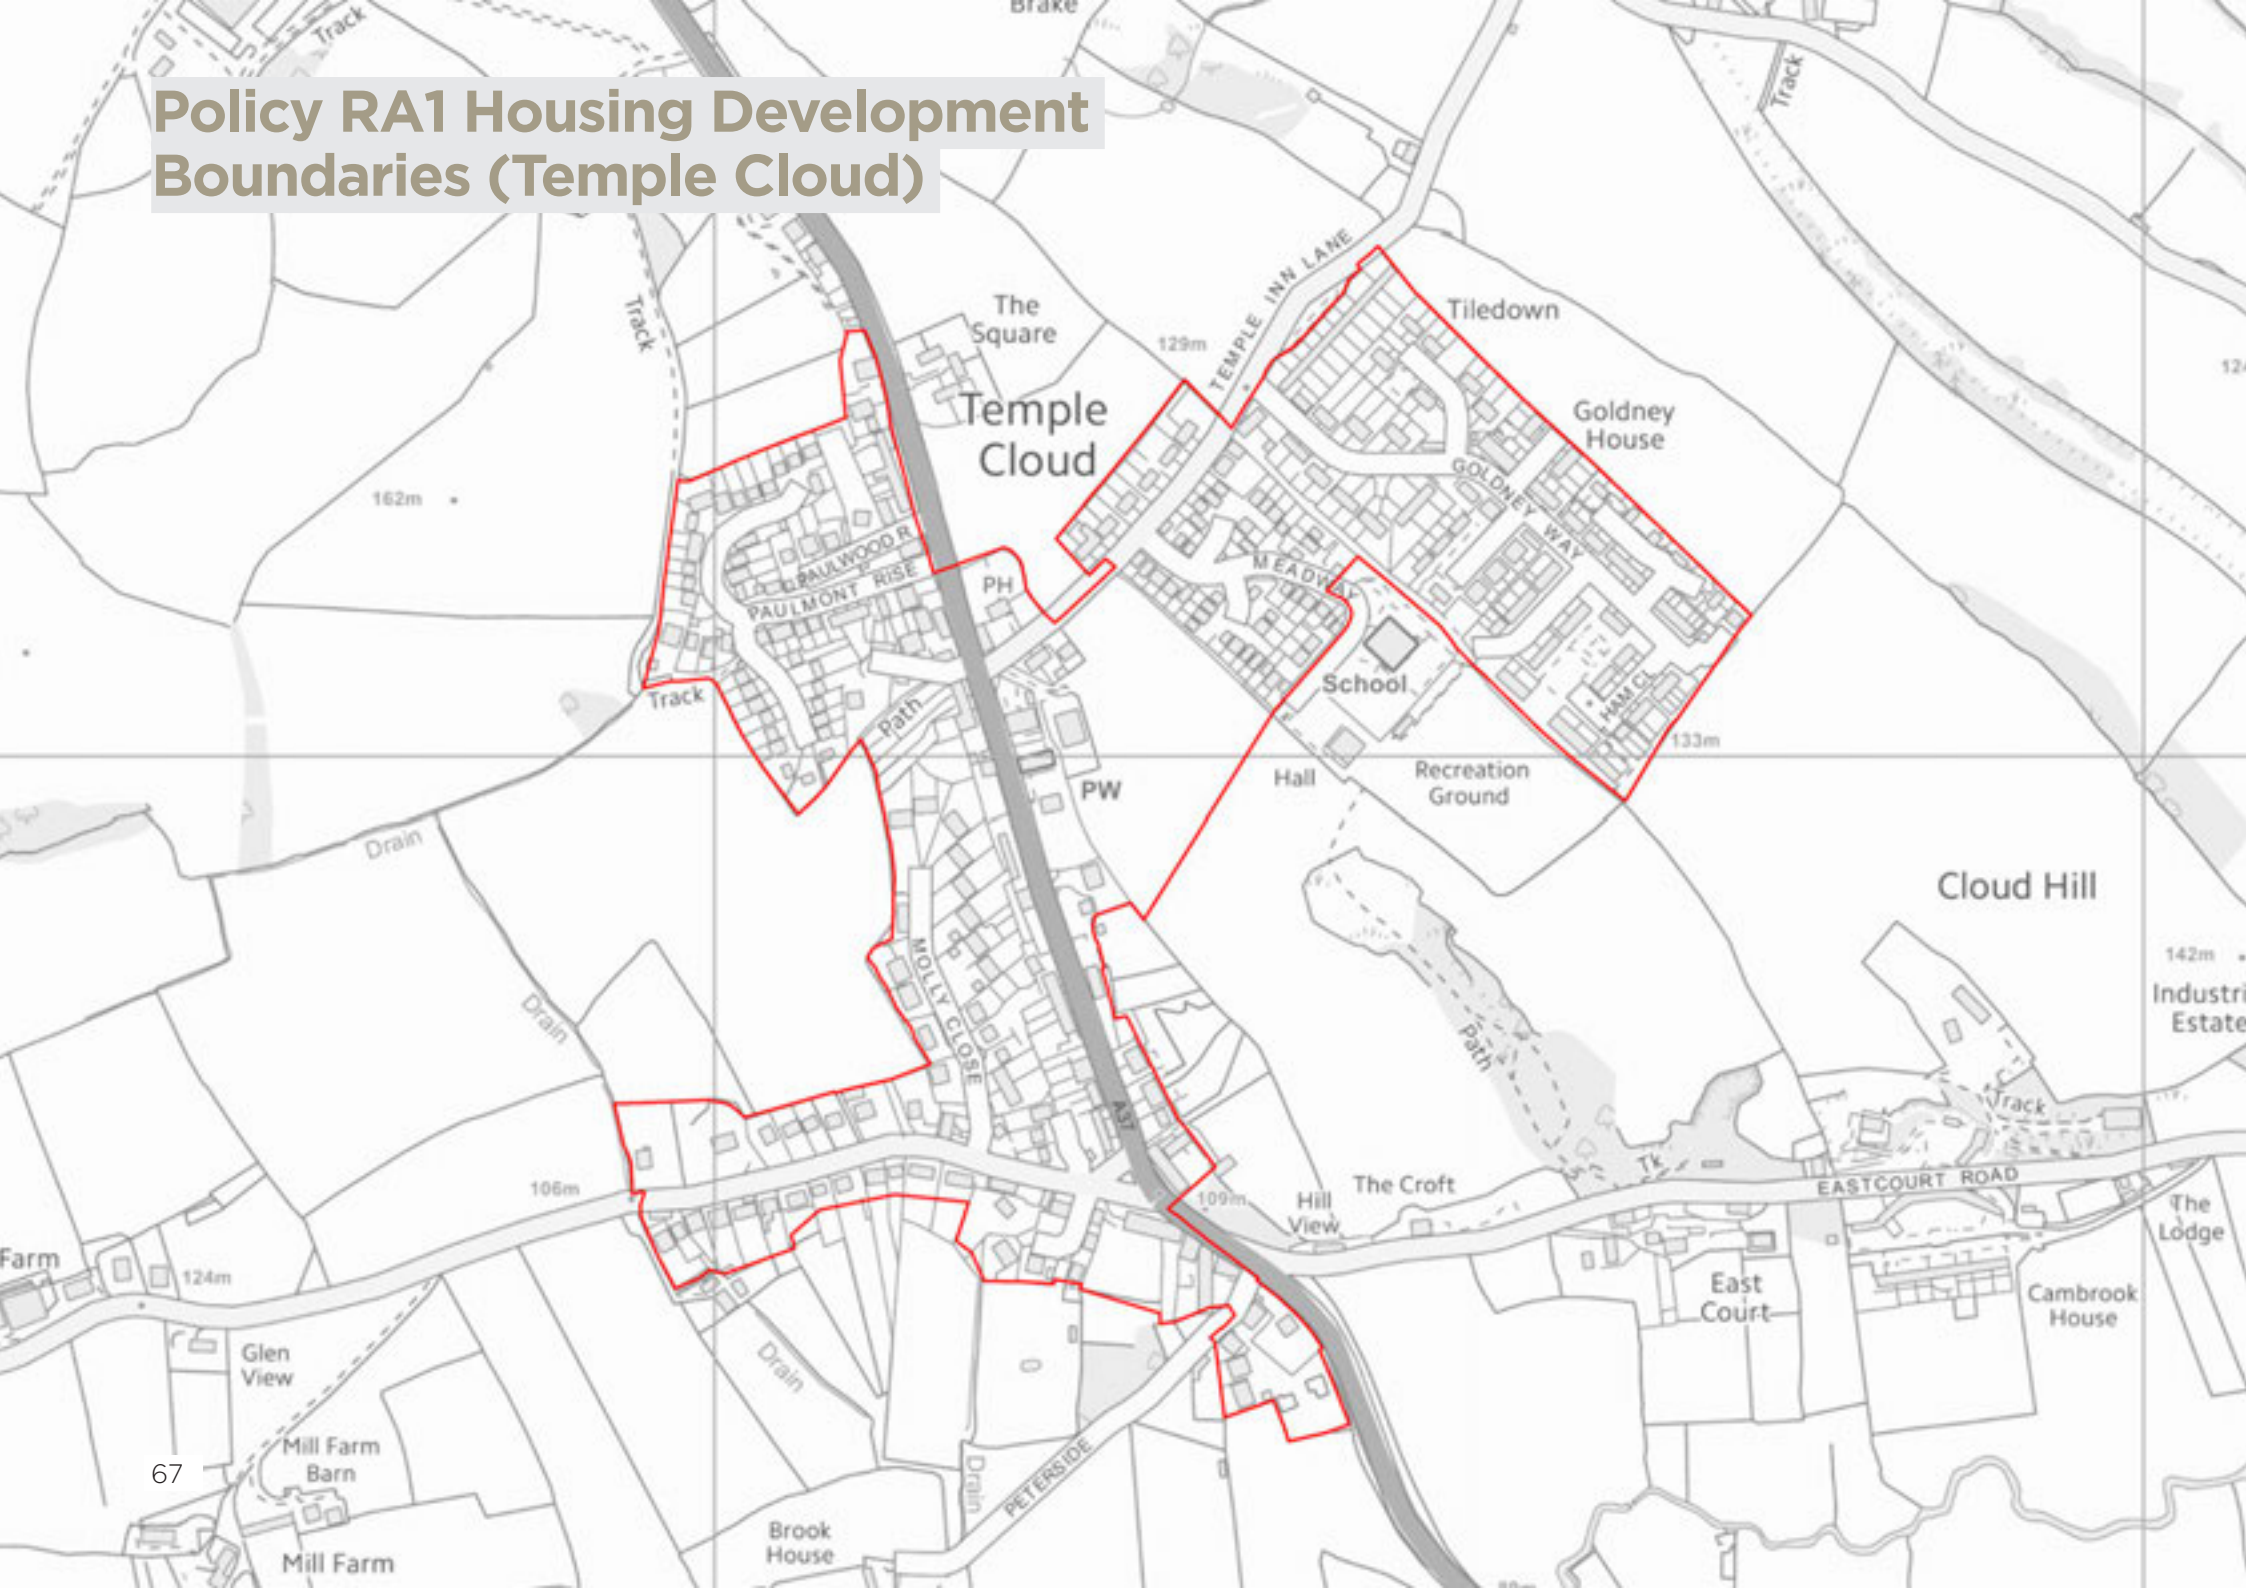 Brake
Track
Track
Policy RA1 Housing Development
Boundaries (Temple Cloud)
TEMPLE INN LANE
Track
The
Square
129m
Tiledown
Temple
Cloud
Goldney
House
162m
GOLDNEY WAY
PAULWOOD R
PAULMONT RISE
PH
MEADWAY
School
Track
Path
HAM CL
133m
PW
Hall
Recreation
Ground
Drain
Cloud Hill
142m
Industri
Estate
MOLLY CLOSE
Drain
Path
A37
Track
Tk
106m
109m
Hill
View
The Croft
EASTCOURT ROAD
The
Lodge
Farm
124m
East
Court
Cambrook
House
Glen
View
Drain
Mill Farm
Barn
67
Drain
PETERSIDE
Brook
House
Mill Farm